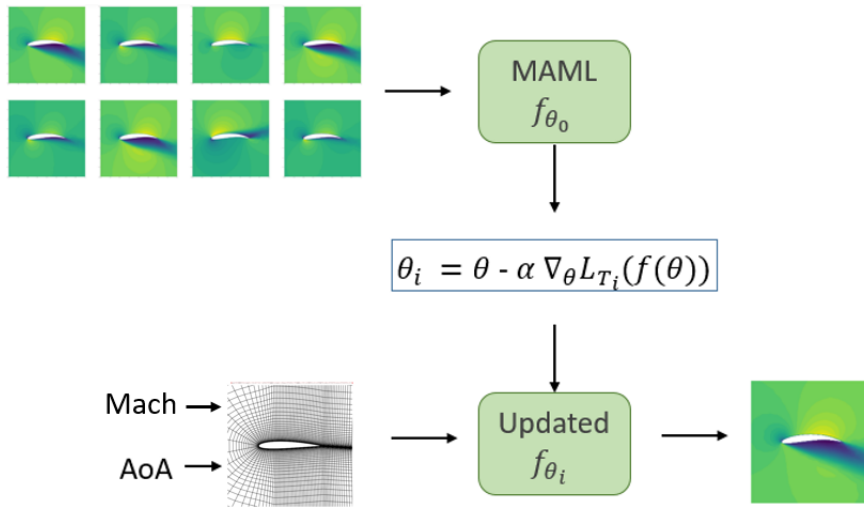 MAML
f_{θ_0}
θ_i = θ - α ∇_θ L_{T_i}(f(θ))
Mach
AoA
Updated
f_{θ_i}